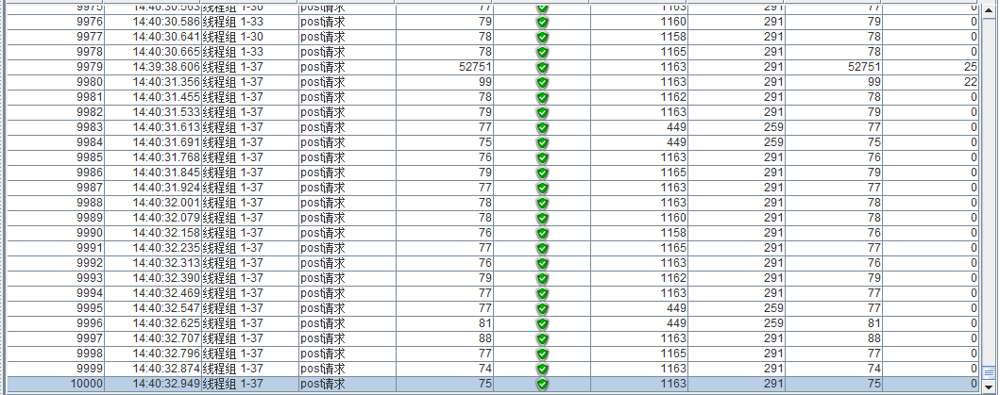 9975 14:40:30.563 线程组 1-30 post请求 77 1163 291 77 0
9976 14:40:30.586 线程组 1-33 post请求 79 1160 291 79 0
9977 14:40:30.641 线程组 1-30 post请求 78 1158 291 78 0
9978 14:40:30.665 线程组 1-33 post请求 78 1165 291 78 0
9979 14:39:38.606 线程组 1-37 post请求 52751 1163 291 52751 25
9980 14:40:31.356 线程组 1-37 post请求 99 1163 291 99 22
9981 14:40:31.455 线程组 1-37 post请求 78 1162 291 78 0
9982 14:40:31.533 线程组 1-37 post请求 79 1163 291 79 0
9983 14:40:31.613 线程组 1-37 post请求 77 449 259 77 0
9984 14:40:31.691 线程组 1-37 post请求 75 449 259 75 0
9985 14:40:31.768 线程组 1-37 post请求 76 1163 291 76 0
9986 14:40:31.845 线程组 1-37 post请求 79 1165 291 79 0
9987 14:40:31.924 线程组 1-37 post请求 77 1163 291 77 0
9988 14:40:32.001 线程组 1-37 post请求 78 1163 291 78 0
9989 14:40:32.079 线程组 1-37 post请求 78 1160 291 78 0
9990 14:40:32.158 线程组 1-37 post请求 76 1158 291 76 0
9991 14:40:32.235 线程组 1-37 post请求 77 1165 291 77 0
9992 14:40:32.313 线程组 1-37 post请求 76 1163 291 76 0
9993 14:40:32.390 线程组 1-37 post请求 79 1162 291 79 0
9994 14:40:32.469 线程组 1-37 post请求 77 1163 291 77 0
9995 14:40:32.547 线程组 1-37 post请求 77 449 259 77 0
9996 14:40:32.625 线程组 1-37 post请求 81 449 259 81 0
9997 14:40:32.707 线程组 1-37 post请求 88 1163 291 88 0
9998 14:40:32.796 线程组 1-37 post请求 77 1165 291 77 0
9999 14:40:32.874 线程组 1-37 post请求 74 1163 291 74 0
10000 14:40:32.949 线程组 1-37 post请求 75 1163 291 75 0